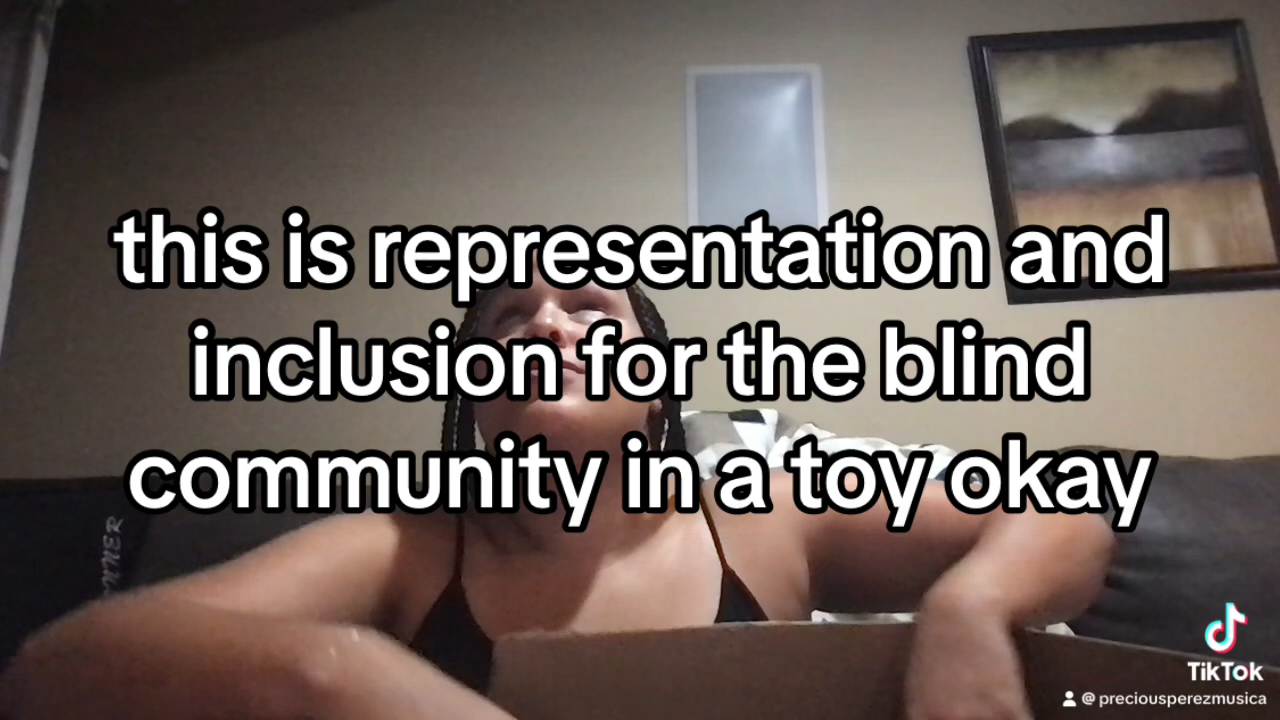 this is representation and
inclusion for the blind
community in a toy okay
TikTok
@preciousperezmusica